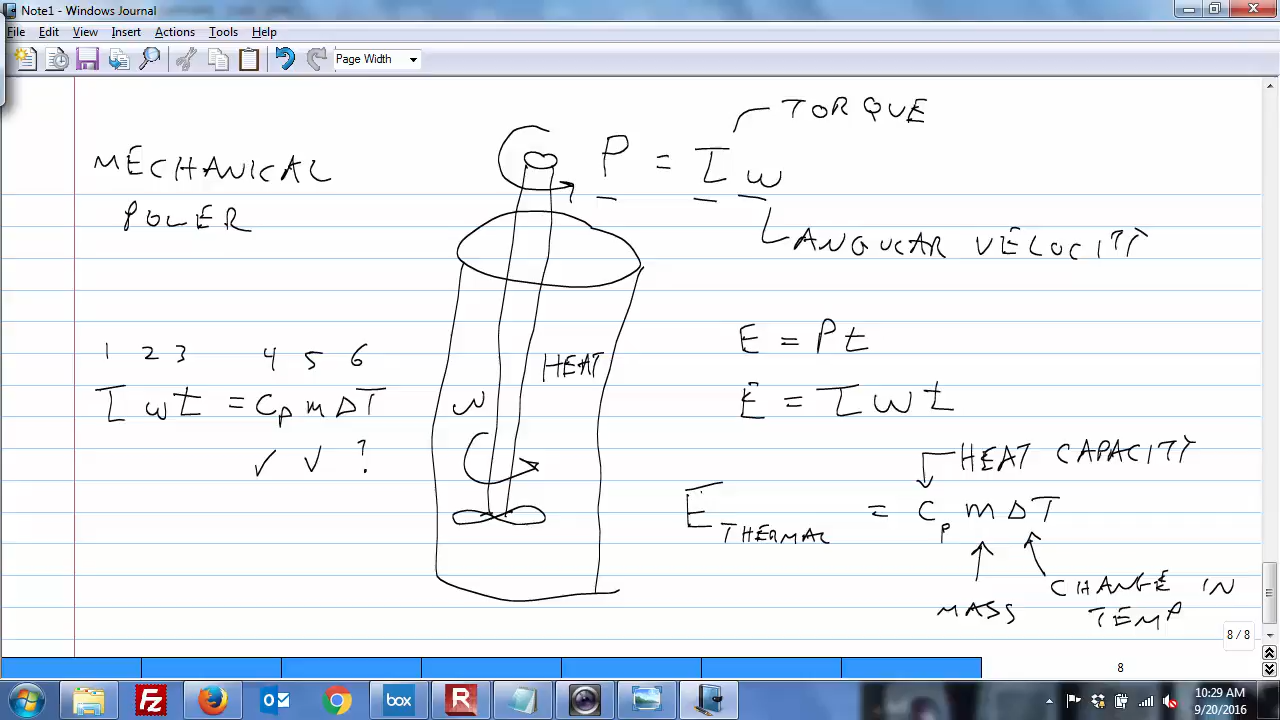 Note1 - Windows Journal
File Edit View Insert Actions Tools Help
Page Width
TORQUE
MECHANICAL
POWER
P = τ ω
ANGULAR VELOCITY
E = Pt
1 2 3 4 5 6
τ ω t = Cp m Δ T
✓ ✓ ?
HEAT
ω
E = τ ω t
HEAT CAPACITY
E THERMAL = Cp m Δ T
MASS
CHANGE IN
TEMP
8 / 8
8
box
R
10:29 AM
9/20/2016